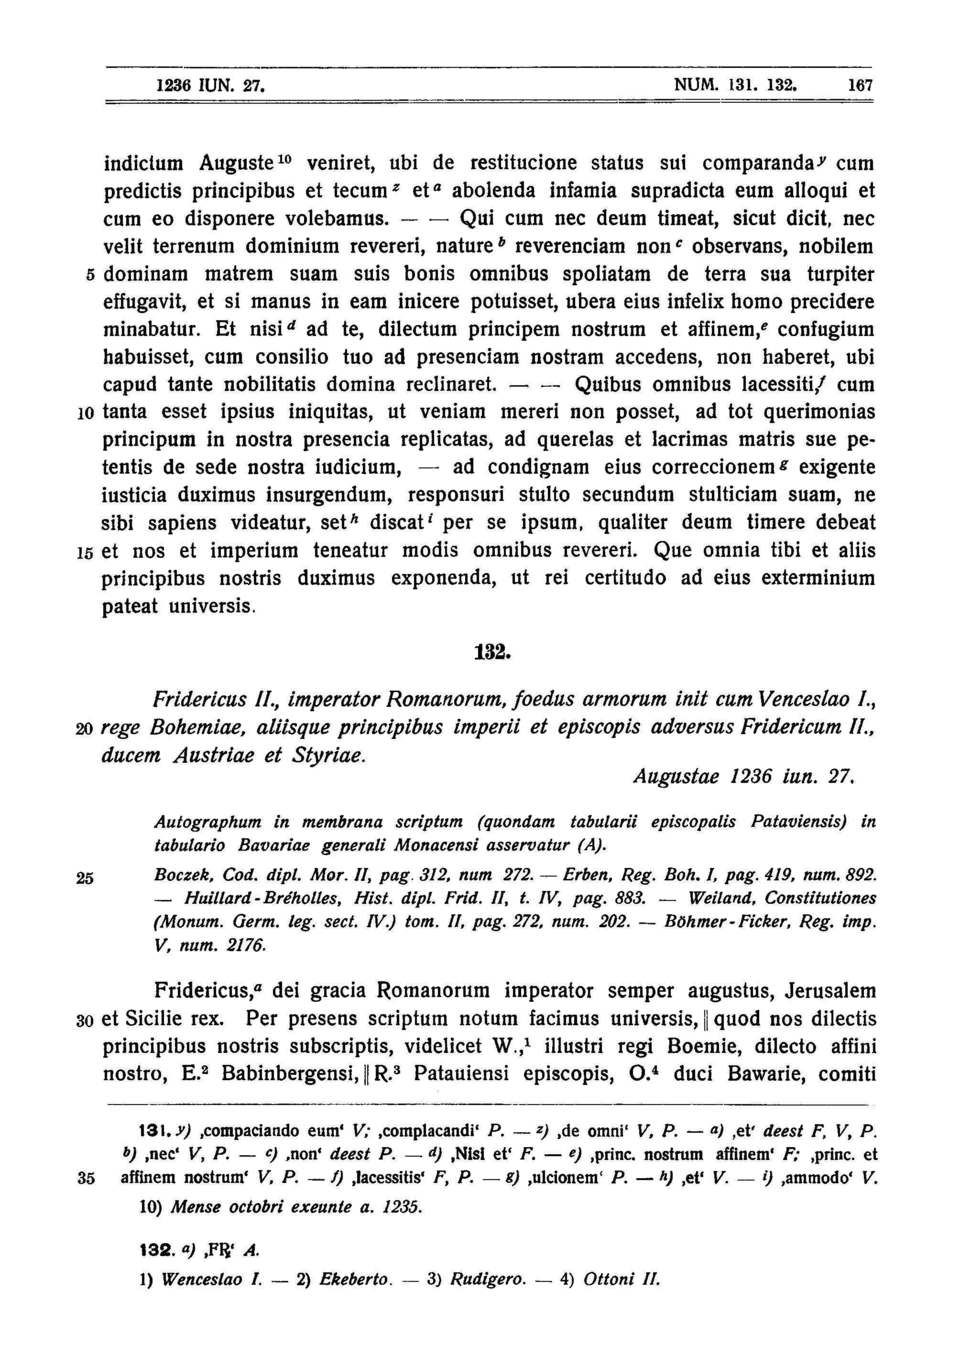 1236 IUN. 27. NUM. 131. 132. 167
indictum Auguste¹⁰ veniret, ubi de restitucione status sui comparandaʸ cum
predictis principibus et tecumᶻ etᵃ abolenda infamia supradicta eum alloqui et
cum eo disponere volebamus. — — Qui cum nec deum timeat, sicut dicit, nec
velit terrenum dominium revereri, natureᵇ reverenciam nonᶜ observans, nobilem
5 dominam matrem suam suis bonis omnibus spoliatam de terra sua turpiter
effugavit, et si manus in eam inicere potuisset, ubera eius infelix homo precidere
minabatur. Et nisiᵈ ad te, dilectum principem nostrum et affinem,ᵉ confugium
habuisset, cum consilio tuo ad presenciam nostram accedens, non haberet, ubi
capud tante nobilitatis domina reclinaret. — — Quibus omnibus lacessiti,ᶠ cum
10 tanta esset ipsius iniquitas, ut veniam mereri non posset, ad tot querimonias
principum in nostra presencia replicatas, ad querelas et lacrimas matris sue pe-
tentis de sede nostra iudicium, — ad condignam eius correccionemᵍ exigente
iusticia duximus insurgendum, responsuri stulto secundum stulticiam suam, ne
sibi sapiens videatur, setʰ discatⁱ per se ipsum, qualiter deum timere debeat
15 et nos et imperium teneatur modis omnibus revereri. Que omnia tibi et aliis
principibus nostris duximus exponenda, ut rei certitudo ad eius exterminium
pateat universis.
132.
Fridericus II., imperator Romanorum, foedus armorum init cum Venceslao I.,
20 rege Bohemiae, aliisque principibus imperii et episcopis adversus Fridericum II.,
ducem Austriae et Styriae.
Augustae 1236 iun. 27.
Autographum in membrana scriptum (quondam tabularii episcopalis Pataviensis) in
tabulario Bavariae generali Monacensi asservatur (A).
25 Boczek, Cod. dipl. Mor. II, pag. 312, num 272. — Erben, Reg. Boh. I, pag. 419, num. 892.
— Huillard-Bréholles, Hist. dipl. Frid. II, t. IV, pag. 883. — Weiland, Constitutiones
(Monum. Germ. leg. sect. IV.) tom. II, pag. 272, num. 202. — Böhmer-Ficker, Reg. imp.
V, num. 2176.
Fridericus,ᵃ dei gracia Romanorum imperator semper augustus, Jerusalem
30 et Sicilie rex. Per presens scriptum notum facimus universis, || quod nos dilectis
principibus nostris subscriptis, videlicet W.,¹ illustri regi Boemie, dilecto affini
nostro, E.² Babinbergensi, || R.³ Patauiensi episcopis, O.⁴ duci Bawarie, comiti
131. y) ‚compaciando eum‘ V; ‚complacandi‘ P. — z) ‚de omni‘ V, P. — a) ‚et‘ deest F, V, P.
b) ‚nec‘ V, P. — c) ‚non‘ deest P. — d) ‚Nisi et‘ F. — e) ‚princ. nostrum affinem‘ F; ‚princ. et
35 affinem nostrum‘ V, P. — f) ‚lacessitis‘ F, P. — g) ‚ulcionem‘ P. — h) ‚et‘ V. — i) ‚ammodo‘ V.
10) Mense octobri exeunte a. 1235.
132. a) ‚FR‘ A.
1) Wenceslao I. — 2) Ekeberto. — 3) Rudigero. — 4) Ottoni II.